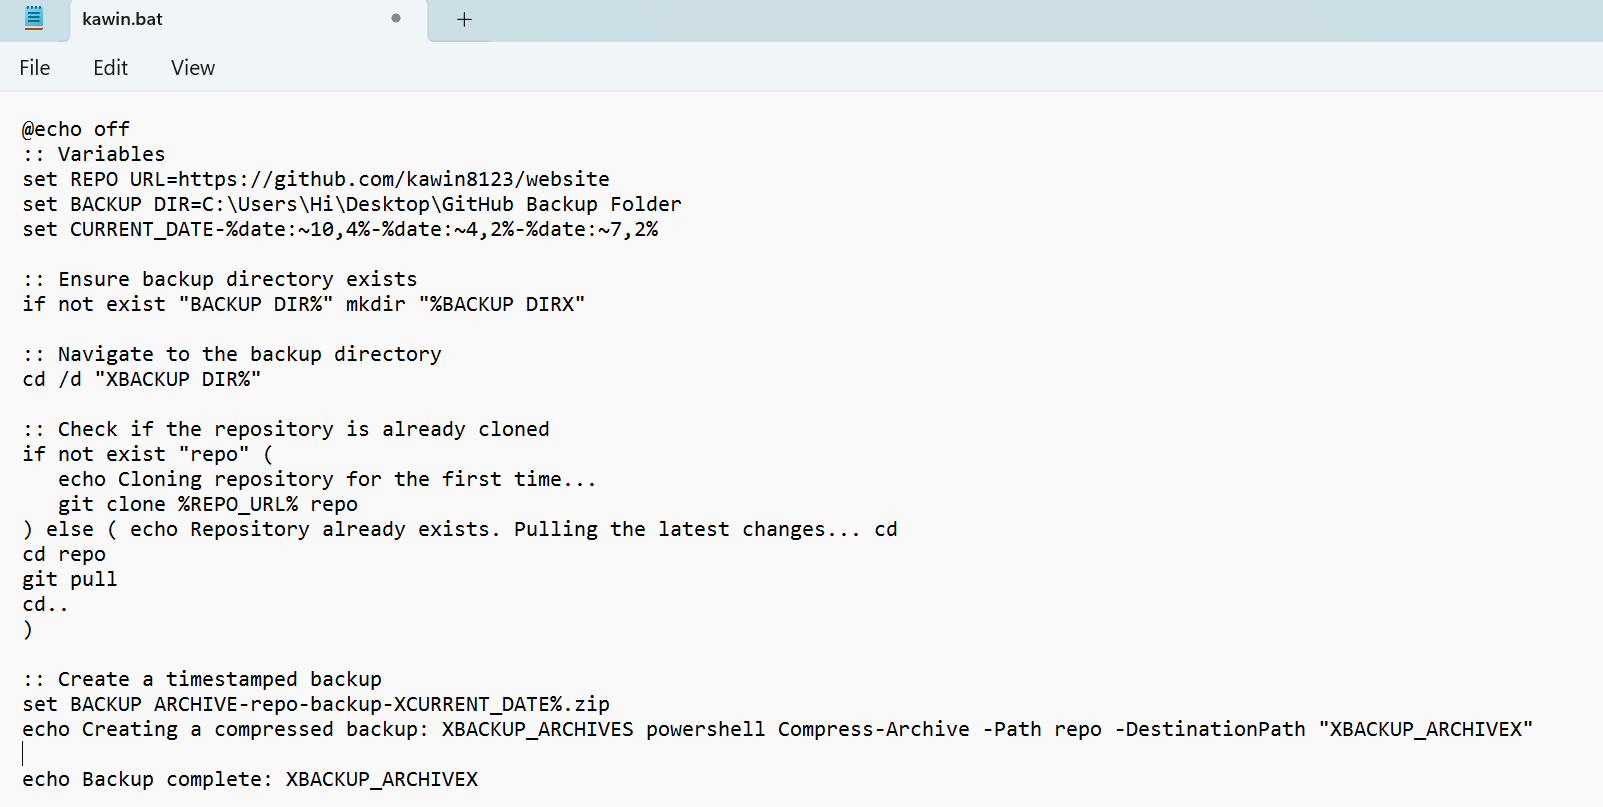 kawin.bat
File Edit View
@echo off
:: Variables
set REPO URL=https://github.com/kawin8123/website
set BACKUP DIR=C:\Users\Hi\Desktop\GitHub Backup Folder
set CURRENT_DATE-%date:~10,4%-%date:~4,2%-%date:~7,2%
:: Ensure backup directory exists
if not exist "BACKUP DIR%" mkdir "%BACKUP DIRX"
:: Navigate to the backup directory
cd /d "XBACKUP DIR%"
:: Check if the repository is already cloned
if not exist "repo" (
echo Cloning repository for the first time...
git clone %REPO_URL% repo
) else ( echo Repository already exists. Pulling the latest changes... cd
cd repo
git pull
cd..
)
:: Create a timestamped backup
set BACKUP ARCHIVE-repo-backup-XCURRENT_DATE%.zip
echo Creating a compressed backup: XBACKUP_ARCHIVES powershell Compress-Archive -Path repo -DestinationPath "XBACKUP_ARCHIVEX"
echo Backup complete: XBACKUP_ARCHIVEX